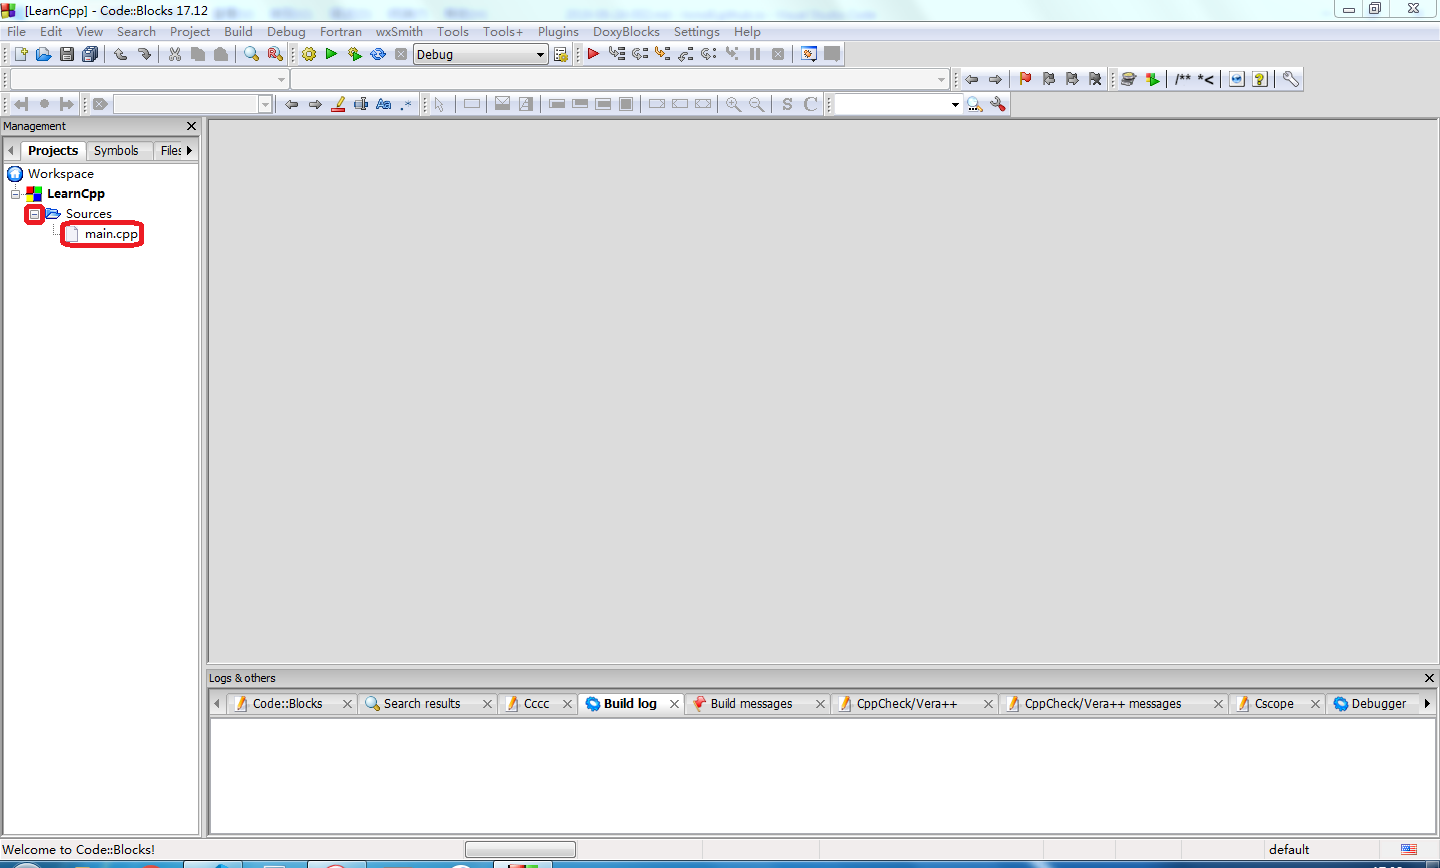 [LearnCpp] - Code::Blocks 17.12
File Edit View Search Project Build Debug Fortran wxSmith Tools Tools+ Plugins DoxyBlocks Settings Help
Debug
/** *<
Aa .*
S C
Management
Projects Symbols Files
Workspace
LearnCpp
Sources
main.cpp
Logs & others
Code::Blocks Search results Cccc Build log Build messages CppCheck/Vera++ CppCheck/Vera++ messages Cscope Debugger
Welcome to Code::Blocks! default